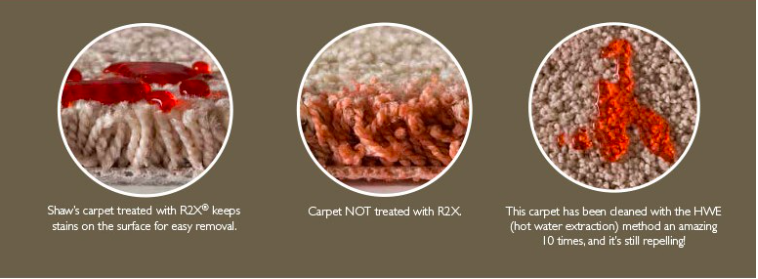 Shaw's carpet treated with R2X® keeps
stains on the surface for easy removal.
Carpet NOT treated with R2X.
This carpet has been cleaned with the HWE
(hot water extraction) method an amazing
10 times, and it's still repelling!